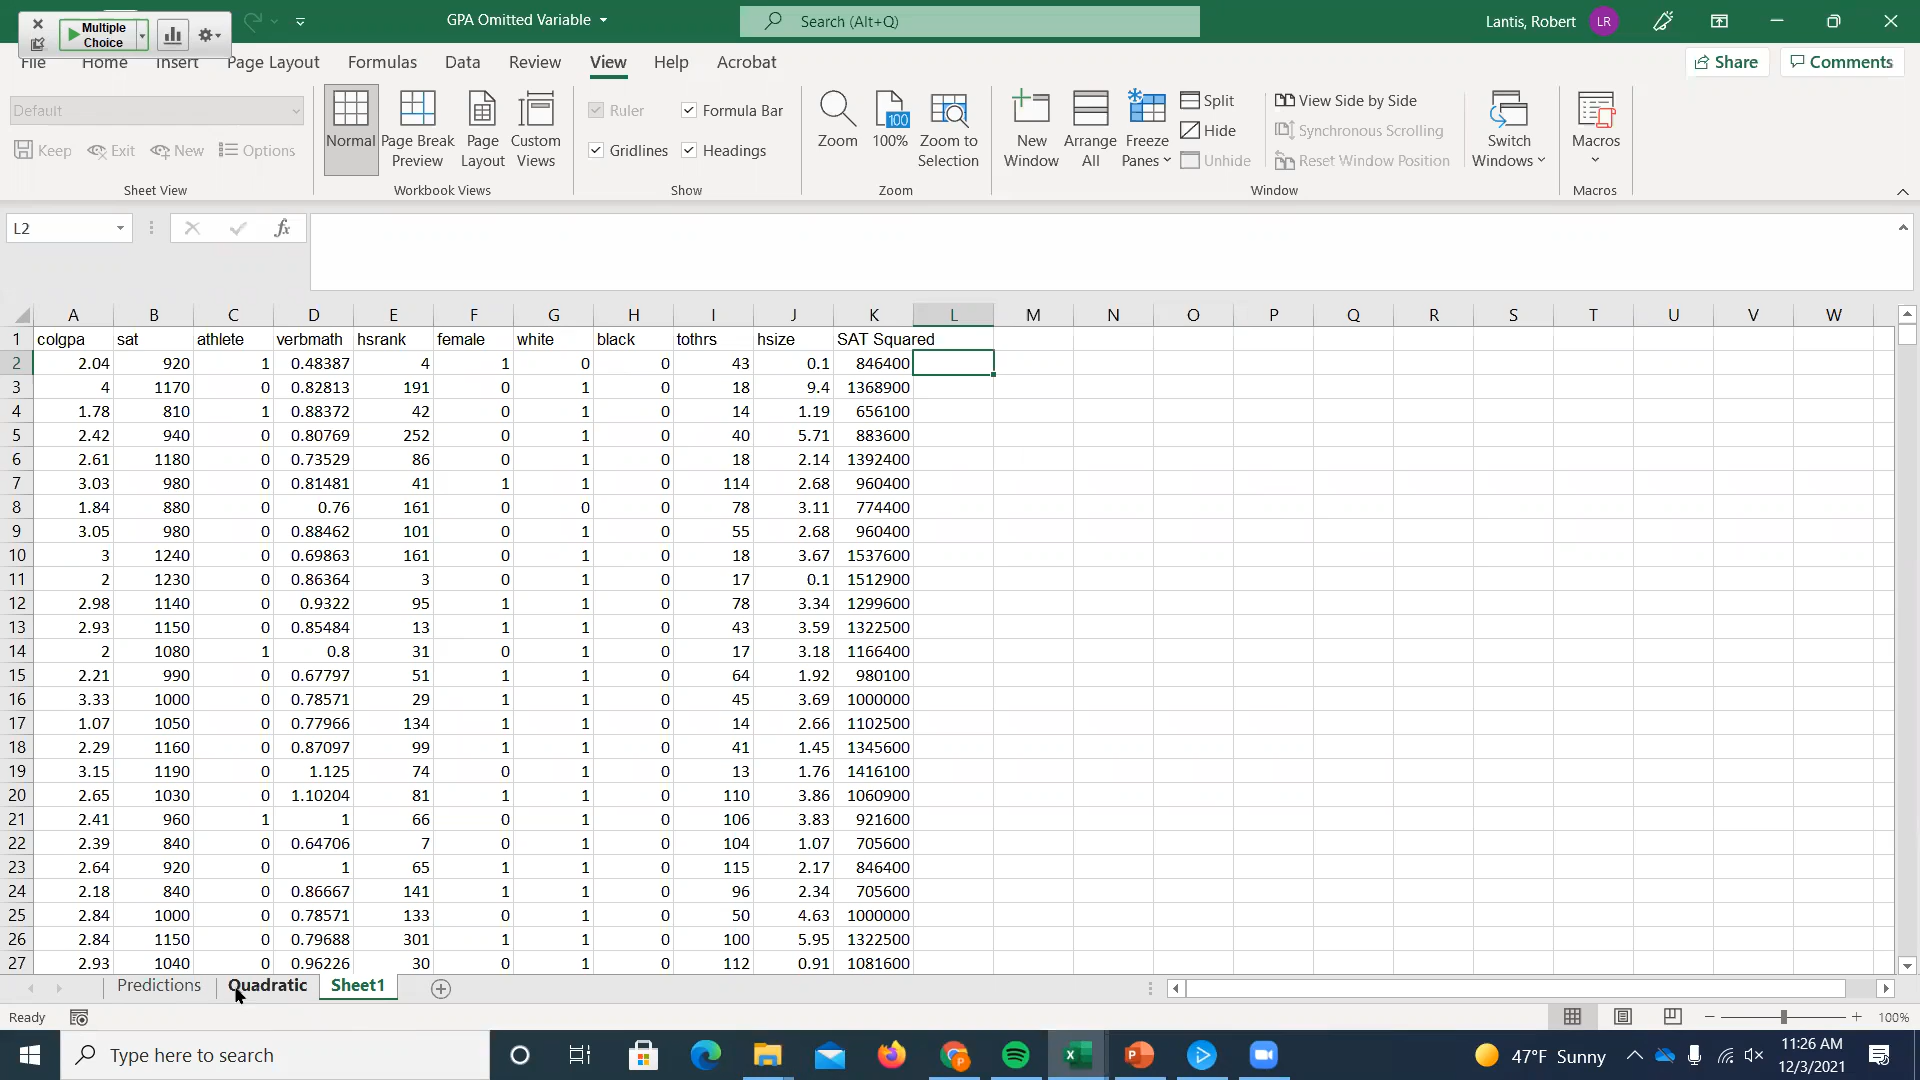 Multiple Choice
GPA Omitted Variable
Search (Alt+Q)
Lantis, Robert LR
File Home Insert Page Layout Formulas Data Review View Help Acrobat Share Comments
Default
Keep Exit New Options
Sheet View
Normal Page Break Preview Page Layout Custom Views
Workbook Views
Ruler Formula Bar
Gridlines Headings
Show
Zoom 100 100% Zoom to Selection
Zoom
New Window Arrange All Freeze Panes
Split
Hide
Unhide
View Side by Side
Synchronous Scrolling
Reset Window Position
Switch Windows
Window
Macros
Macros
L2 fx
A B C D E F G H I J K L M N O P Q R S T U V W
1 colgpa sat athlete verbmath hsrank female white black tothrs hsize SAT Squared
2 2.04 920 1 0.48387 4 1 0 0 43 0.1 846400
3 4 1170 0 0.82813 191 0 1 0 18 9.4 1368900
4 1.78 810 1 0.88372 42 0 1 0 14 1.19 656100
5 2.42 940 0 0.80769 252 0 1 0 40 5.71 883600
6 2.61 1180 0 0.73529 86 0 1 0 18 2.14 1392400
7 3.03 980 0 0.81481 41 1 1 0 114 2.68 960400
8 1.84 880 0 0.76 161 0 0 0 78 3.11 774400
9 3.05 980 0 0.88462 101 0 1 0 55 2.68 960400
10 3 1240 0 0.69863 161 0 1 0 18 3.67 1537600
11 2 1230 0 0.86364 3 0 1 0 17 0.1 1512900
12 2.98 1140 0 0.9322 95 1 1 0 78 3.34 1299600
13 2.93 1150 0 0.85484 13 1 1 0 43 3.59 1322500
14 2 1080 1 0.8 31 0 1 0 17 3.18 1166400
15 2.21 990 0 0.67797 51 1 1 0 64 1.92 980100
16 3.33 1000 0 0.78571 29 1 1 0 45 3.69 1000000
17 1.07 1050 0 0.77966 134 1 1 0 14 2.66 1102500
18 2.29 1160 0 0.87097 99 1 1 0 41 1.45 1345600
19 3.15 1190 0 1.125 74 0 1 0 13 1.76 1416100
20 2.65 1030 0 1.10204 81 1 1 0 110 3.86 1060900
21 2.41 960 1 1 66 0 1 0 106 3.83 921600
22 2.39 840 0 0.64706 7 0 1 0 104 1.07 705600
23 2.64 920 0 1 65 1 1 0 115 2.17 846400
24 2.18 840 0 0.86667 141 1 1 0 96 2.34 705600
25 2.84 1000 0 0.78571 133 0 1 0 50 4.63 1000000
26 2.84 1150 0 0.79688 301 1 1 0 100 5.95 1322500
27 2.93 1040 0 0.96226 30 0 1 0 112 0.91 1081600
Predictions Quadratic Sheet1
Ready 100%
Type here to search 47°F Sunny 11:26 AM
12/3/2021